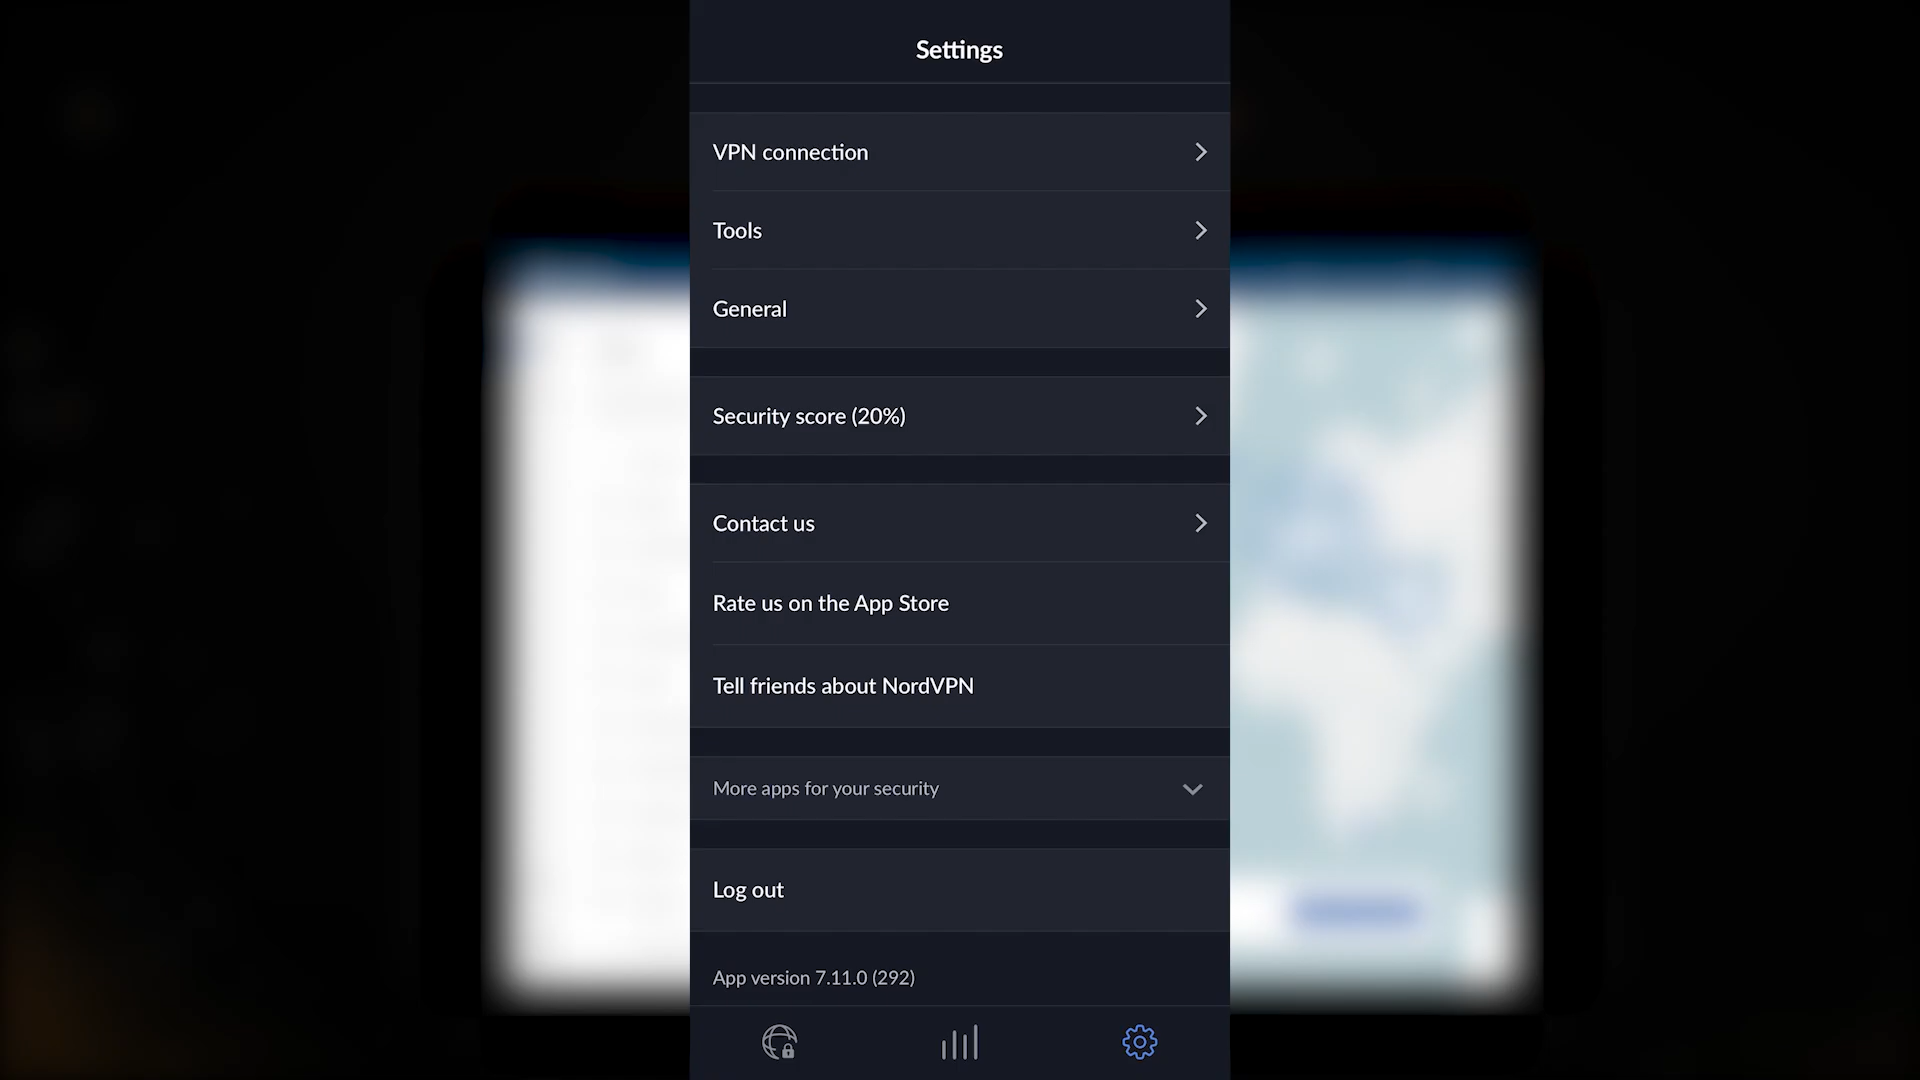 Settings
VPN connection
Tools
General
Security score (20%)
Contact us
Rate us on the App Store
Tell friends about NordVPN
More apps for your security
Log out
App version 7.11.0 (292)